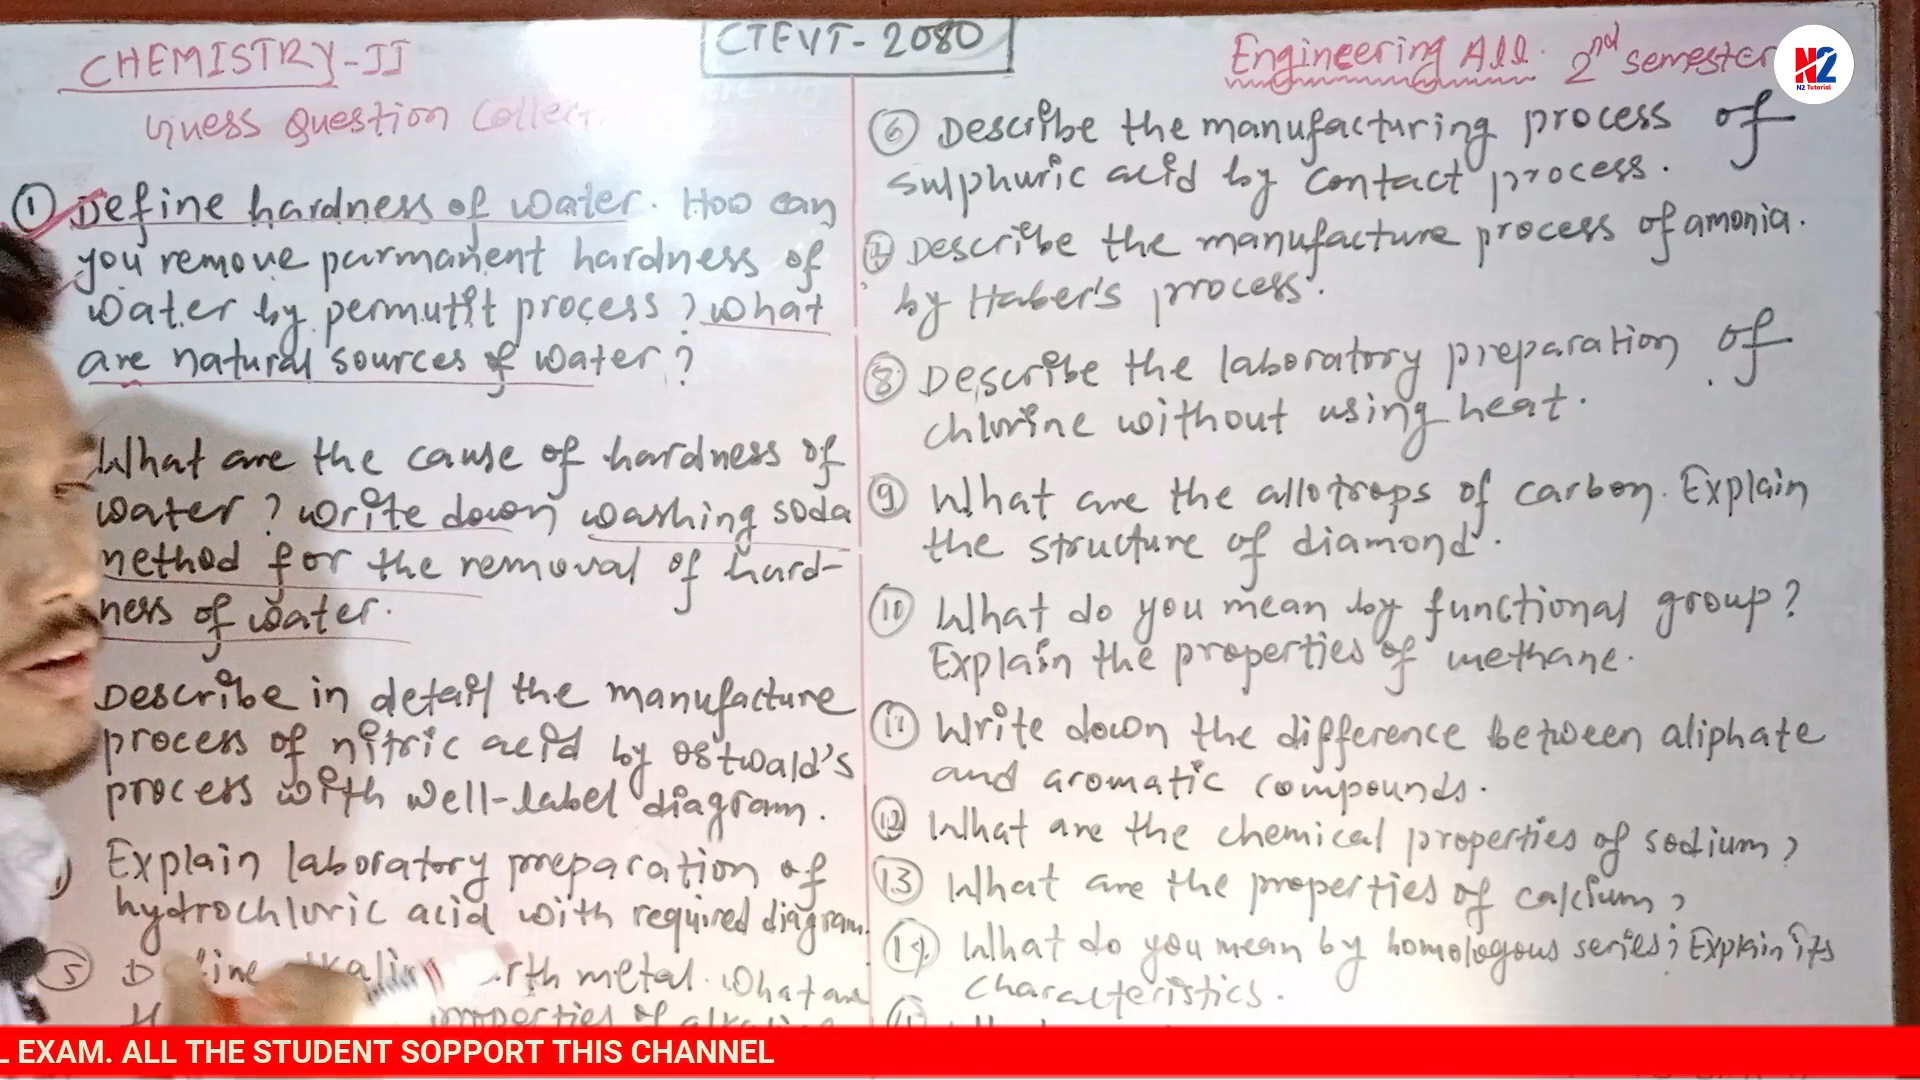 CHEMISTRY-II
Guess Question Collect
CTEVT-2080
Engineering All. 2nd semester
N2
N2 Tutorial
① Define hardness of water. How can
you remove purmanent hardness of
water by permutit process? what
are natural sources of water?
What are the cause of hardness of
water? write down washing soda
method for the removal of hard-
ness of water.
Describe in detail the manufacture
process of nitric acid by ostwald's
process with well-label diagram.
Explain laboratory preparation of
hydrochloric acid with required diagram.
⑤ metal. What are
properties of
⑥ Describe the manufacturing process of
sulphuric acid by contact process.
Describe the manufacture process of amonia.
by Haber's process.
⑧ Describe the laboratory preparation of
chlorine without using heat.
⑨ What are the allotrops of carbon. Explain
the structure of diamond.
⑩ What do you mean by functional group?
Explain the properties of methane.
⑪ Write down the difference between aliphate
and aromatic compounds.
⑫ What are the chemical properties of sodium?
⑬ What are the properties of calcium?
⑭ What do you mean by homologous series; Explain its
characteristics.
L EXAM. ALL THE STUDENT SOPPORT THIS CHANNEL